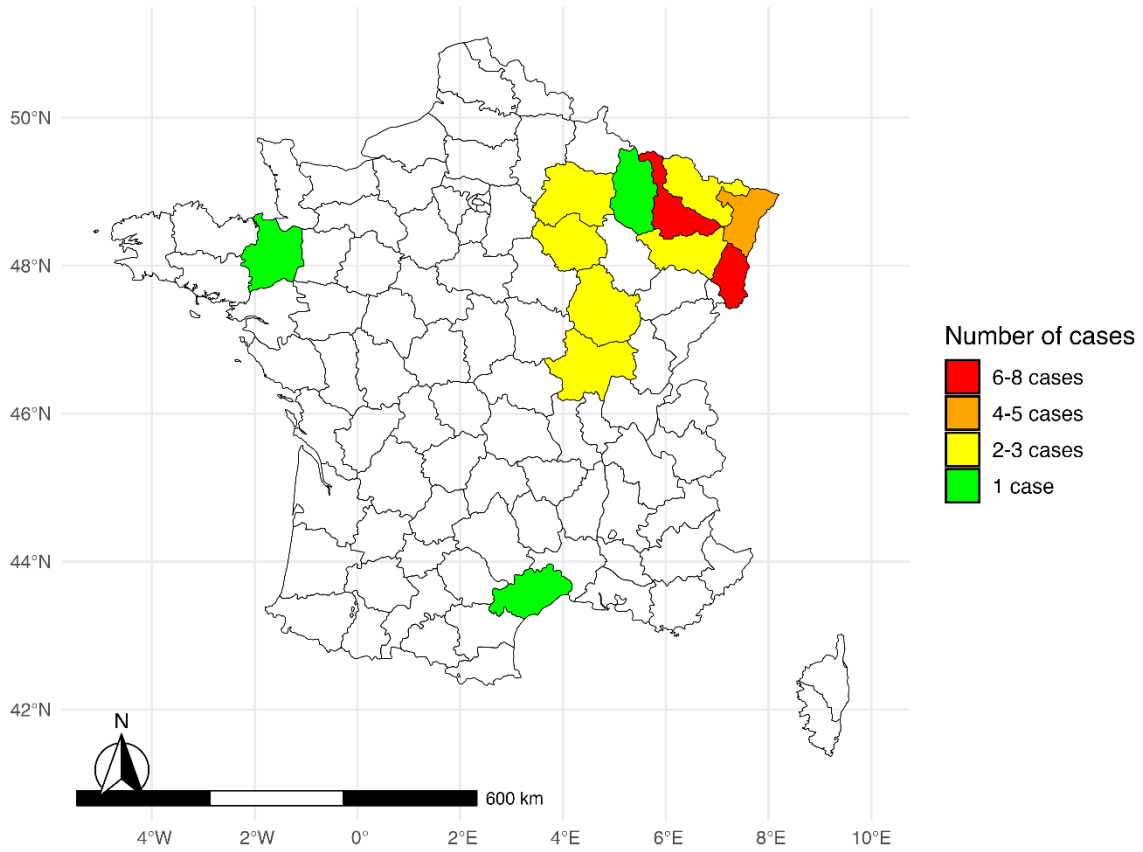 50°N
48°N
46°N
44°N
42°N
Number of cases
6-8 cases
4-5 cases
2-3 cases
1 case
N
600 km
4°W
2°W
0°
2°E
4°E
6°E
8°E
10°E